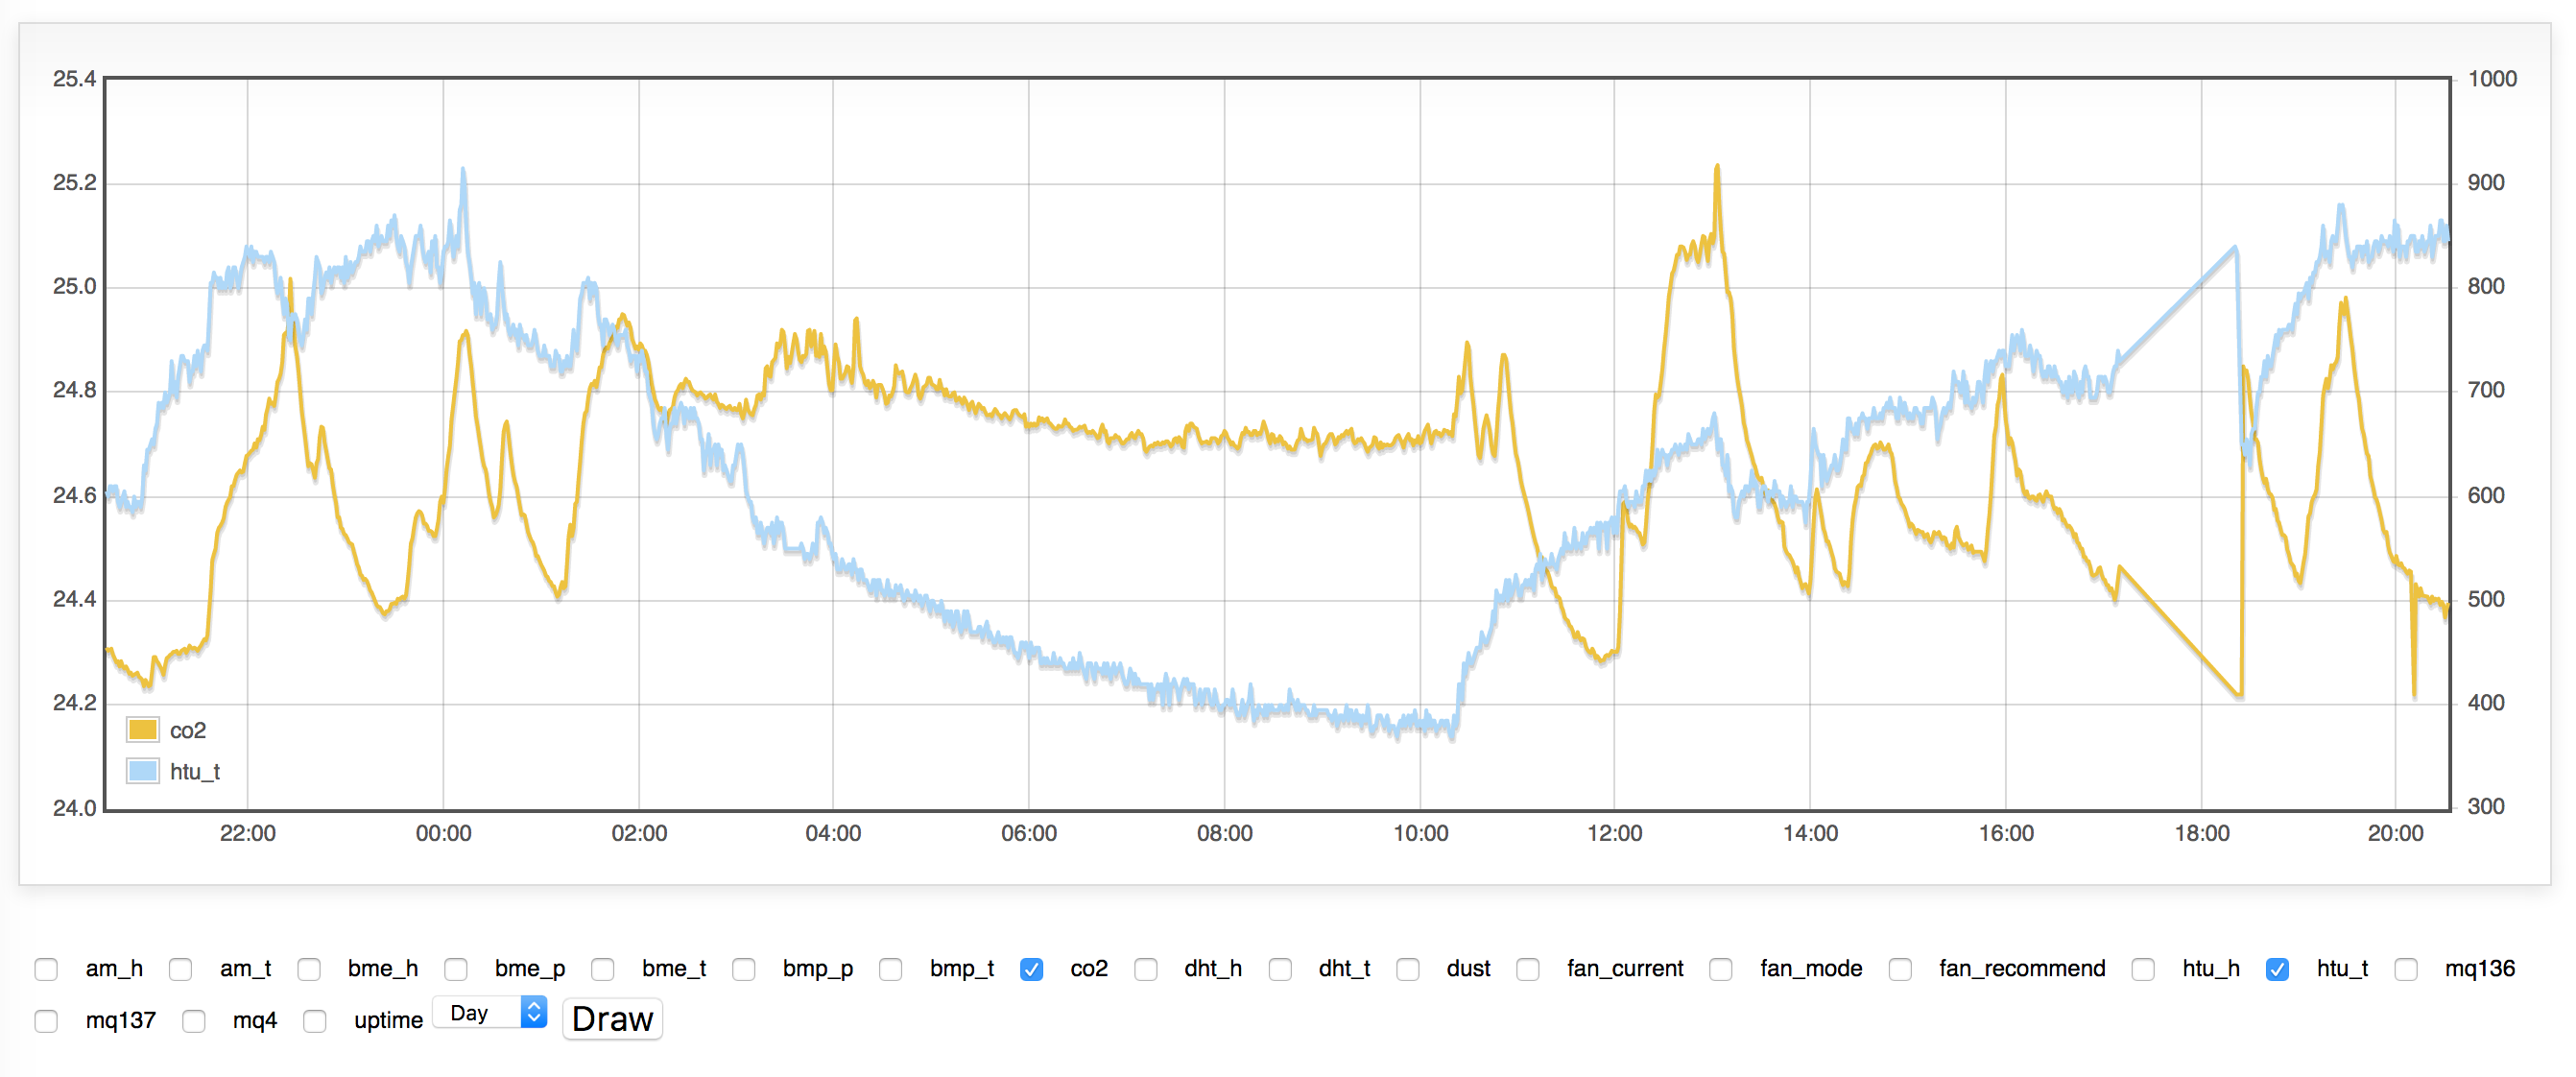 25.4 1000
25.2 900
25.0 800
24.8 700
24.6 600
24.4 500
24.2 400
co2
htu_t
24.0 300
22:00 00:00 02:00 04:00 06:00 08:00 10:00 12:00 14:00 16:00 18:00 20:00
am_h am_t bme_h bme_p bme_t bmp_p bmp_t co2 dht_h dht_t dust fan_current fan_mode fan_recommend htu_h htu_t mq136
mq137 mq4 uptime Day Draw